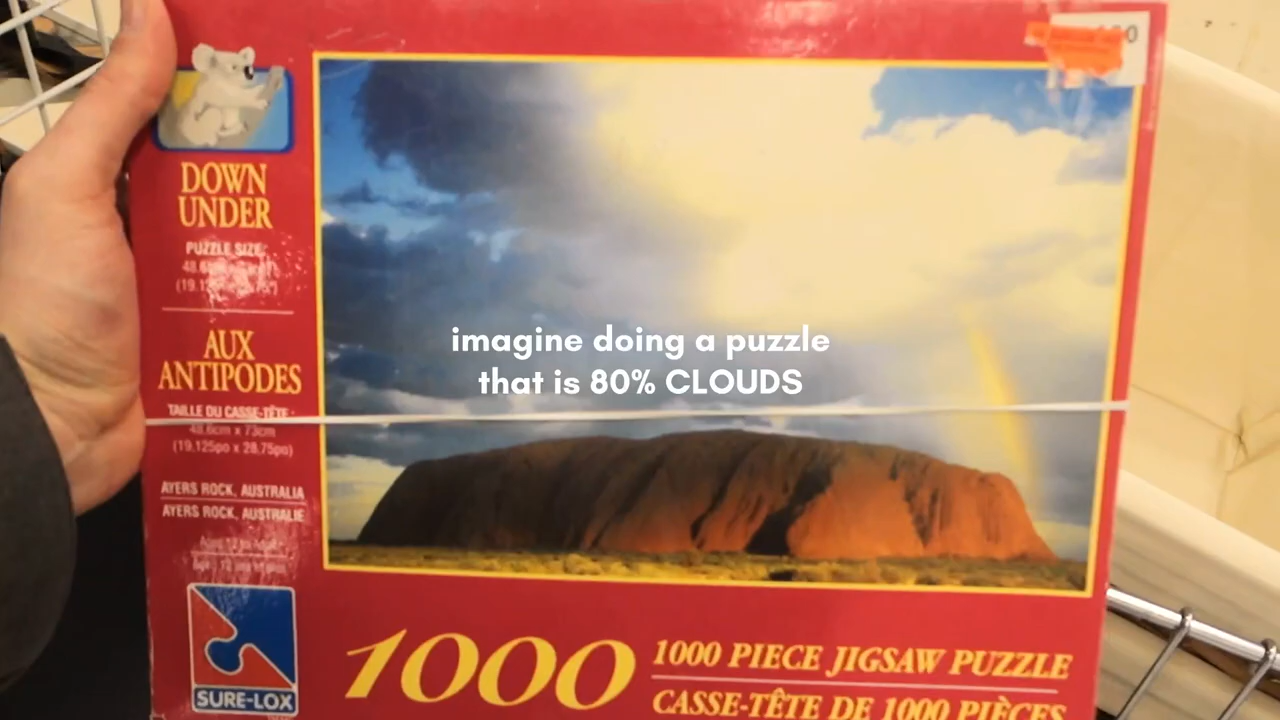 DOWN
UNDER
PUZZLE SIZE:
AUX
ANTIPODES
TAILLE DU CASSE-TÊTE:
48.6cm x 73cm
(19.125po x 28.75po)
AYERS ROCK, AUSTRALIA
AYERS ROCK, AUSTRALIE
SURE-LOX
imagine doing a puzzle
that is 80% CLOUDS
1000
1000 PIECE JIGSAW PUZZLE
CASSE-TÊTE DE 1000 PIÈCES